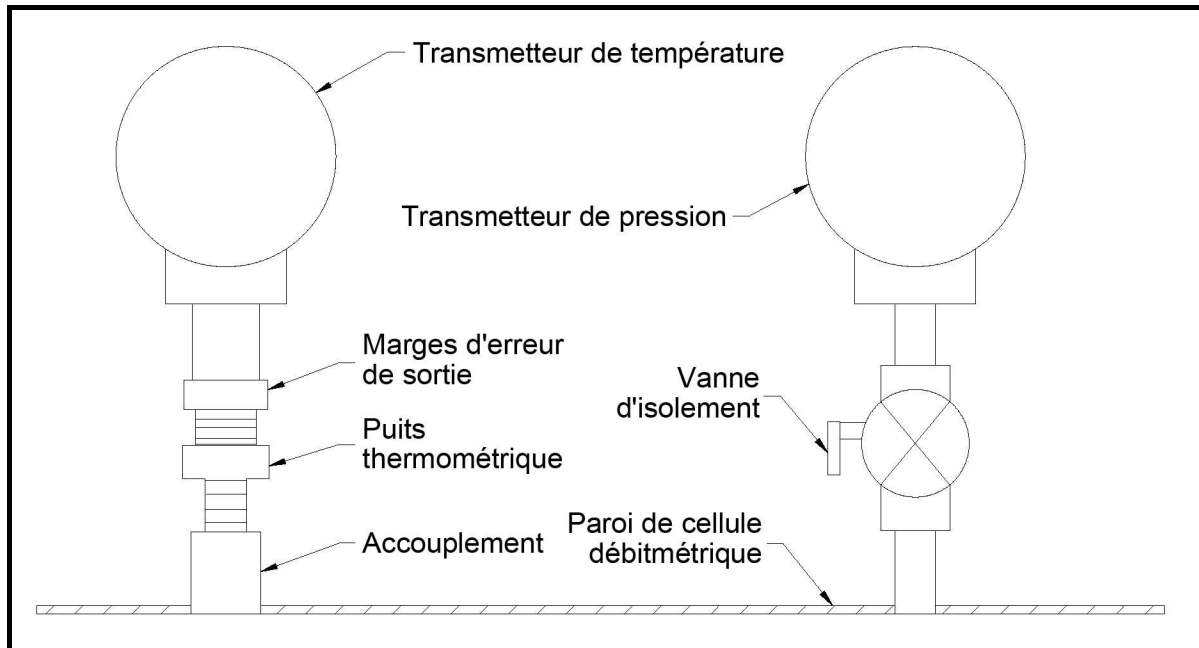 Transmetteur de température
Transmetteur de pression
Marges d'erreur
de sortie
Vanne
d'isolement
Puits
thermométrique
Paroi de cellule
débitmétrique
Accouplement